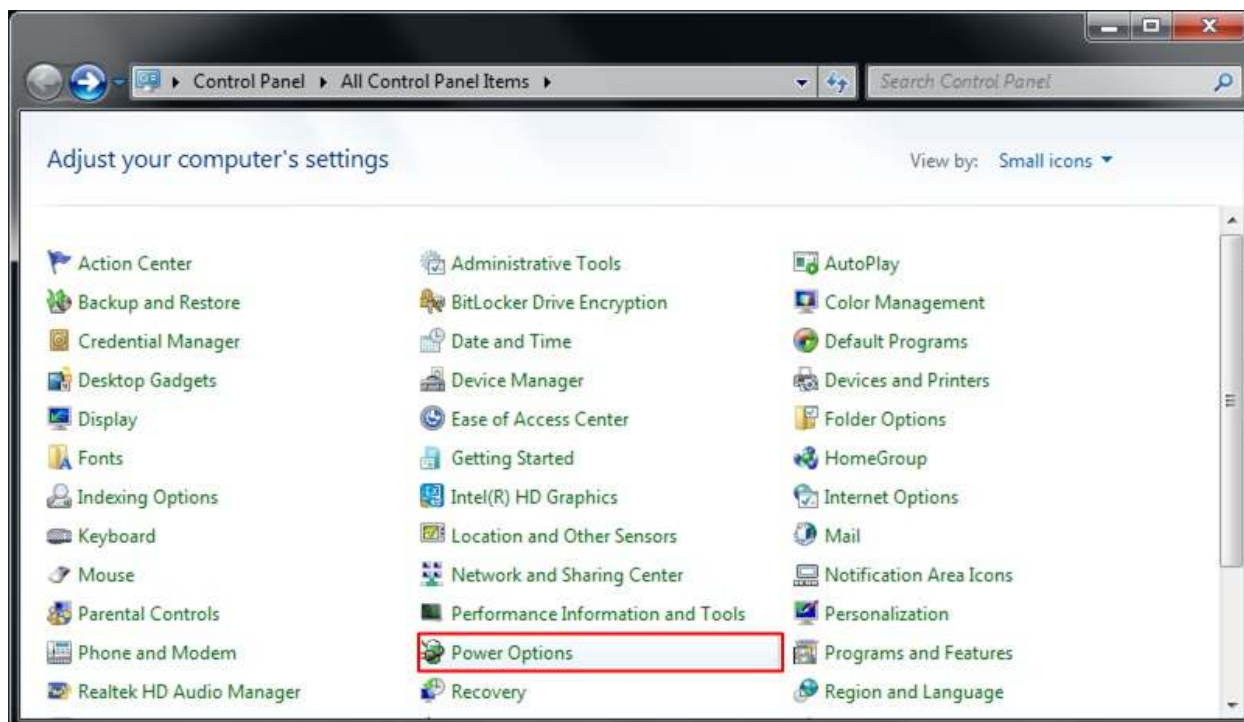 Control Panel All Control Panel Items Search Control Panel
Adjust your computer's settings View by: Small icons
Action Center Administrative Tools AutoPlay
Backup and Restore BitLocker Drive Encryption Color Management
Credential Manager Date and Time Default Programs
Desktop Gadgets Device Manager Devices and Printers
Display Ease of Access Center Folder Options
Fonts Getting Started HomeGroup
Indexing Options Intel(R) HD Graphics Internet Options
Keyboard Location and Other Sensors Mail
Mouse Network and Sharing Center Notification Area Icons
Parental Controls Performance Information and Tools Personalization
Phone and Modem Power Options Programs and Features
Realtek HD Audio Manager Recovery Region and Language